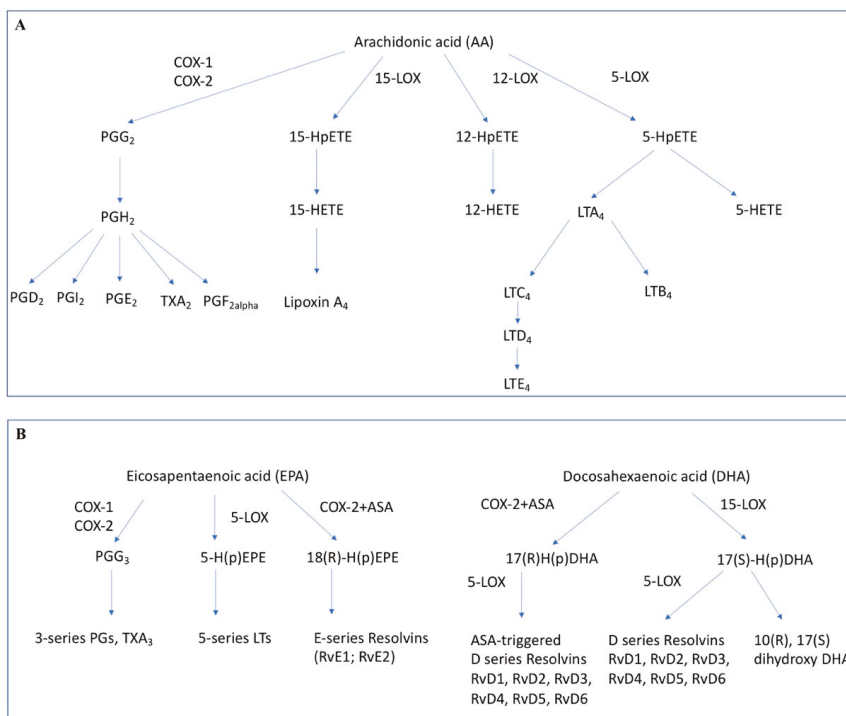 A
Arachidonic acid (AA)
COX-1
COX-2
15-LOX
12-LOX
5-LOX
PGG₂
15-HpETE
12-HpETE
5-HpETE
PGH₂
15-HETE
12-HETE
LTA₄
5-HETE
PGD₂
PGI₂
PGE₂
TXA₂
PGF₂alpha
Lipoxin A₄
LTC₄
LTB₄
LTD₄
LTE₄
B
Eicosapentaenoic acid (EPA)
COX-1
COX-2
5-LOX
COX-2+ASA
PGG₃
5-H(p)EPE
18(R)-H(p)EPE
3-series PGs, TXA₃
5-series LTs
E-series Resolvins
(RvE1; RvE2)
Docosahexaenoic acid (DHA)
COX-2+ASA
15-LOX
17(R)H(p)DHA
17(S)-H(p)DHA
5-LOX
5-LOX
ASA-triggered
D series Resolvins
RvD1, RvD2, RvD3,
RvD4, RvD5, RvD6
D series Resolvins
RvD1, RvD2, RvD3,
RvD4, RvD5, RvD6
10(R), 17(S)
dihydroxy DHA